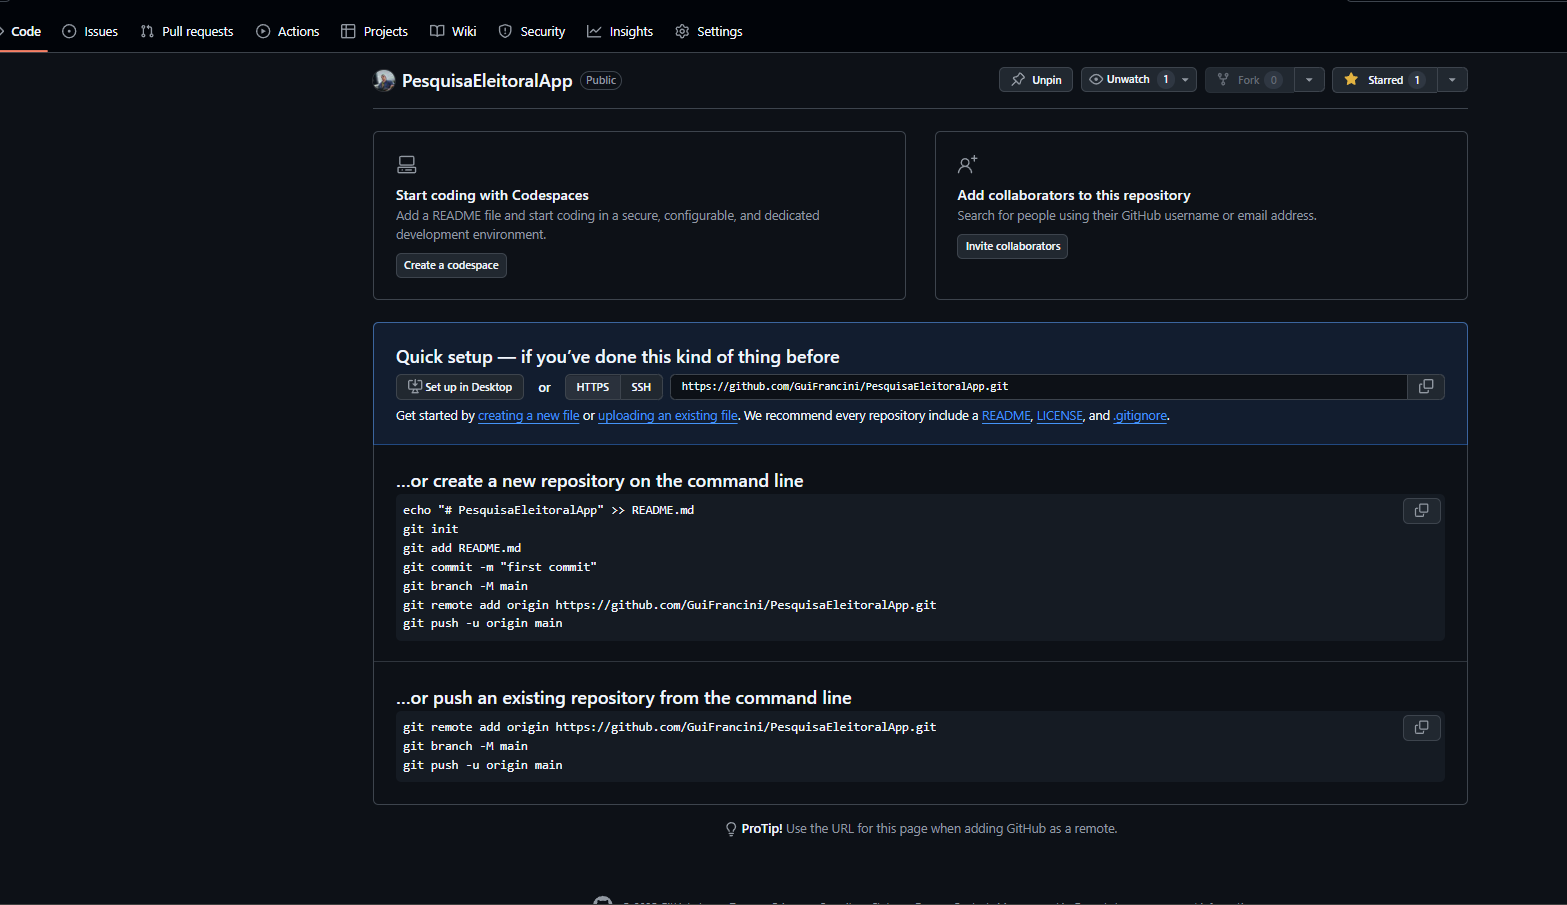 Code Issues Pull requests Actions Projects Wiki Security Insights Settings
PesquisaEleitoralApp Public Unpin Unwatch 1 Fork 0 Starred 1
Start coding with Codespaces
Add a README file and start coding in a secure, configurable, and dedicated
development environment.
Create a codespace
Add collaborators to this repository
Search for people using their GitHub username or email address.
Invite collaborators
Quick setup — if you’ve done this kind of thing before
Set up in Desktop or HTTPS SSH https://github.com/GuiFrancini/PesquisaEleitoralApp.git
Get started by creating a new file or uploading an existing file. We recommend every repository include a README, LICENSE, and .gitignore.
…or create a new repository on the command line
echo "# PesquisaEleitoralApp" >> README.md
git init
git add README.md
git commit -m "first commit"
git branch -M main
git remote add origin https://github.com/GuiFrancini/PesquisaEleitoralApp.git
git push -u origin main
…or push an existing repository from the command line
git remote add origin https://github.com/GuiFrancini/PesquisaEleitoralApp.git
git branch -M main
git push -u origin main
ProTip! Use the URL for this page when adding GitHub as a remote.